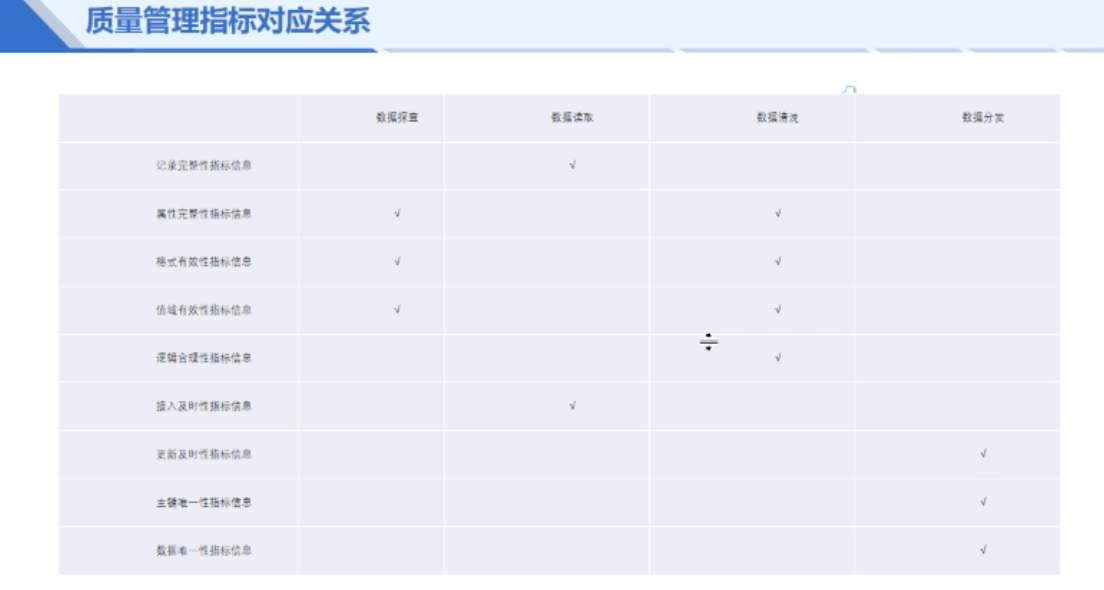 质量管理指标对应关系
数据探查 数据读取 数据清洗 数据分发
记录完整性指标信息 √
属性完整性指标信息 √ √
格式有效性指标信息 √ √
值域有效性指标信息 √ √
逻辑合理性指标信息 √
接入及时性指标信息 √
更新及时性指标信息 √
主键唯一性指标信息 √
数据唯一性指标信息 √